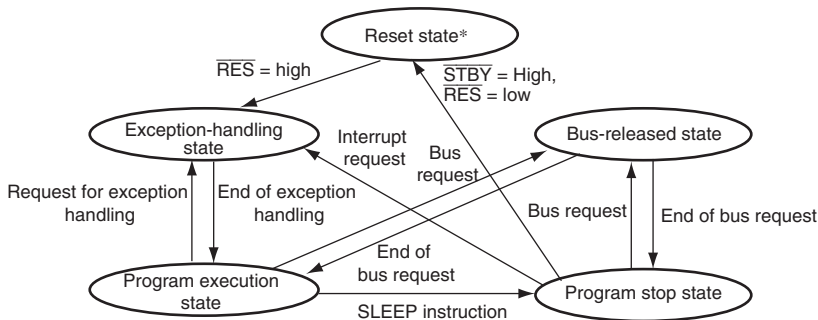 Reset state*
RES = high
STBY = High,
RES = low
Exception-handling
state
Interrupt
request
Bus
request
Bus-released state
Request for exception
handling
End of exception
handling
Bus request
End of bus request
End of
bus request
Program execution
state
SLEEP instruction
Program stop state